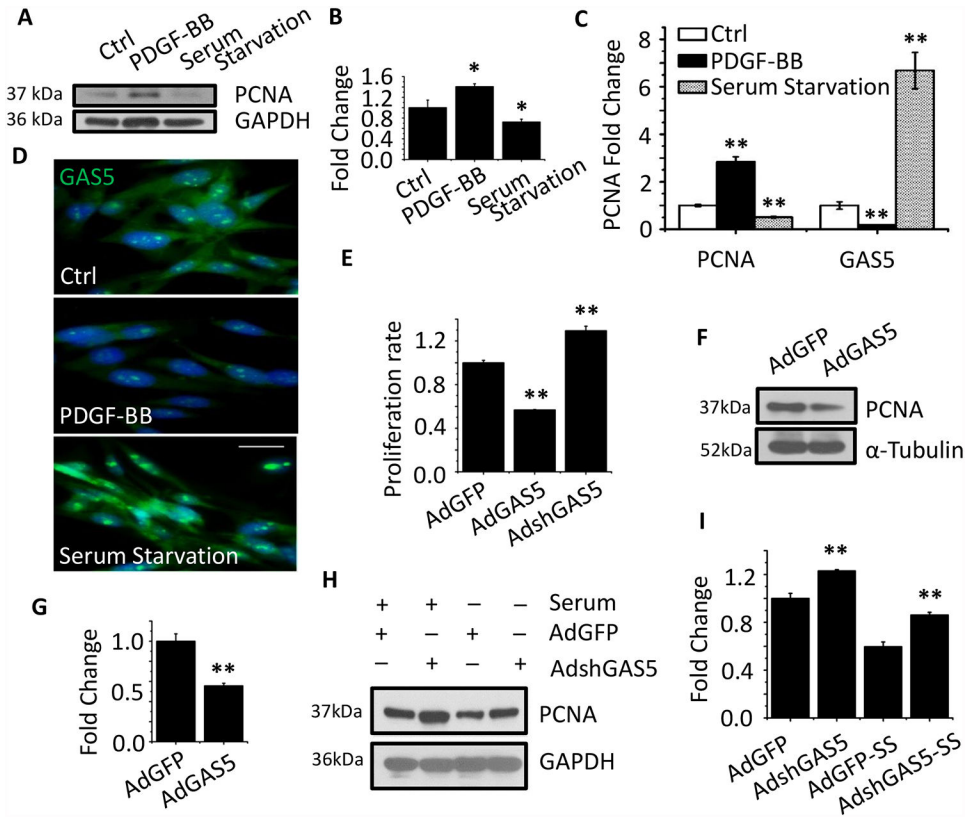 A
Ctrl
PDGF-BB
Serum
Starvation
37 kDa
PCNA
36 kDa
GAPDH
B
Fold Change
1.6
1.2
0.8
0.4
0.0
*
*
Ctrl
PDGF-BB
Serum
Starvation
C
PCNA Fold Change
8
6
4
2
0
Ctrl
PDGF-BB
Serum Starvation
**
**
**
**
PCNA
GAS5
D
GAS5
Ctrl
PDGF-BB
Serum Starvation
E
Proliferation rate
1.2
0.8
0.4
0.0
**
**
AdGFP
AdGAS5
AdshGAS5
F
AdGFP
AdGAS5
37kDa
PCNA
52kDa
α-Tubulin
G
Fold Change
1.0
0.5
0.0
**
AdGFP
AdGAS5
H
+ + – – Serum
+ – + – AdGFP
– + – + AdshGAS5
37kDa
PCNA
36kDa
GAPDH
I
Fold Change
1.2
0.8
0.4
0.0
**
**
AdGFP
AdshGAS5
AdGFP-SS
AdshGAS5-SS